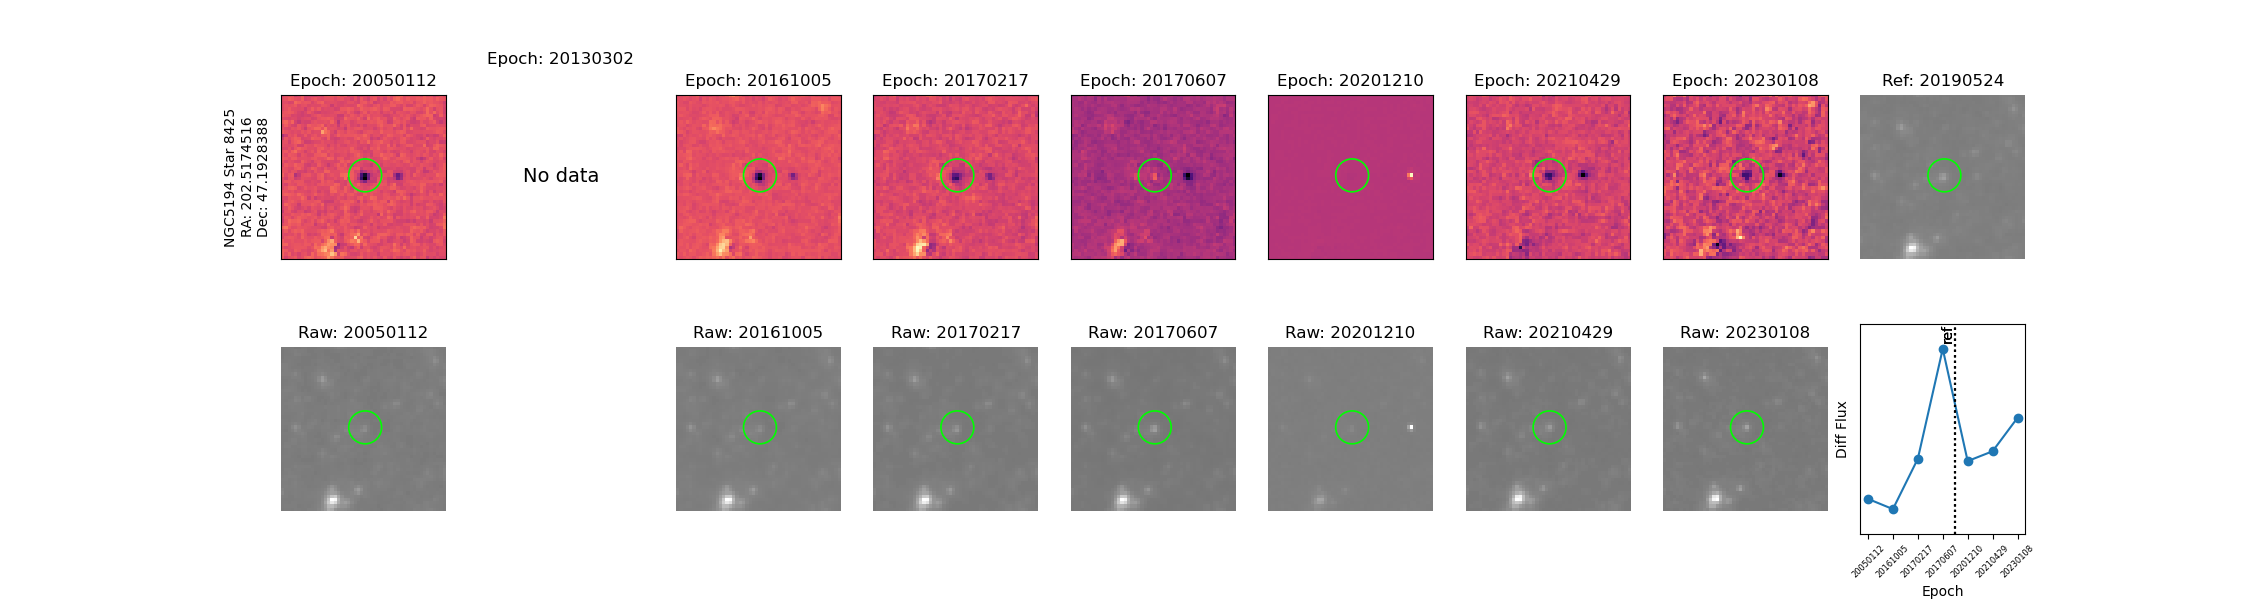 Epoch: 20130302
Epoch: 20050112
Epoch: 20161005
Epoch: 20170217
Epoch: 20170607
Epoch: 20201210
Epoch: 20210429
Epoch: 20230108
Ref: 20190524
NGC5194 Star 8425
RA: 202.5174516
Dec: 47.1928388
No data
Raw: 20050112
Raw: 20161005
Raw: 20170217
Raw: 20170607
Raw: 20201210
Raw: 20210429
Raw: 20230108
ref
Diff Flux
20050112
20161005
20170217
20170607
20201210
20210429
20230108
Epoch